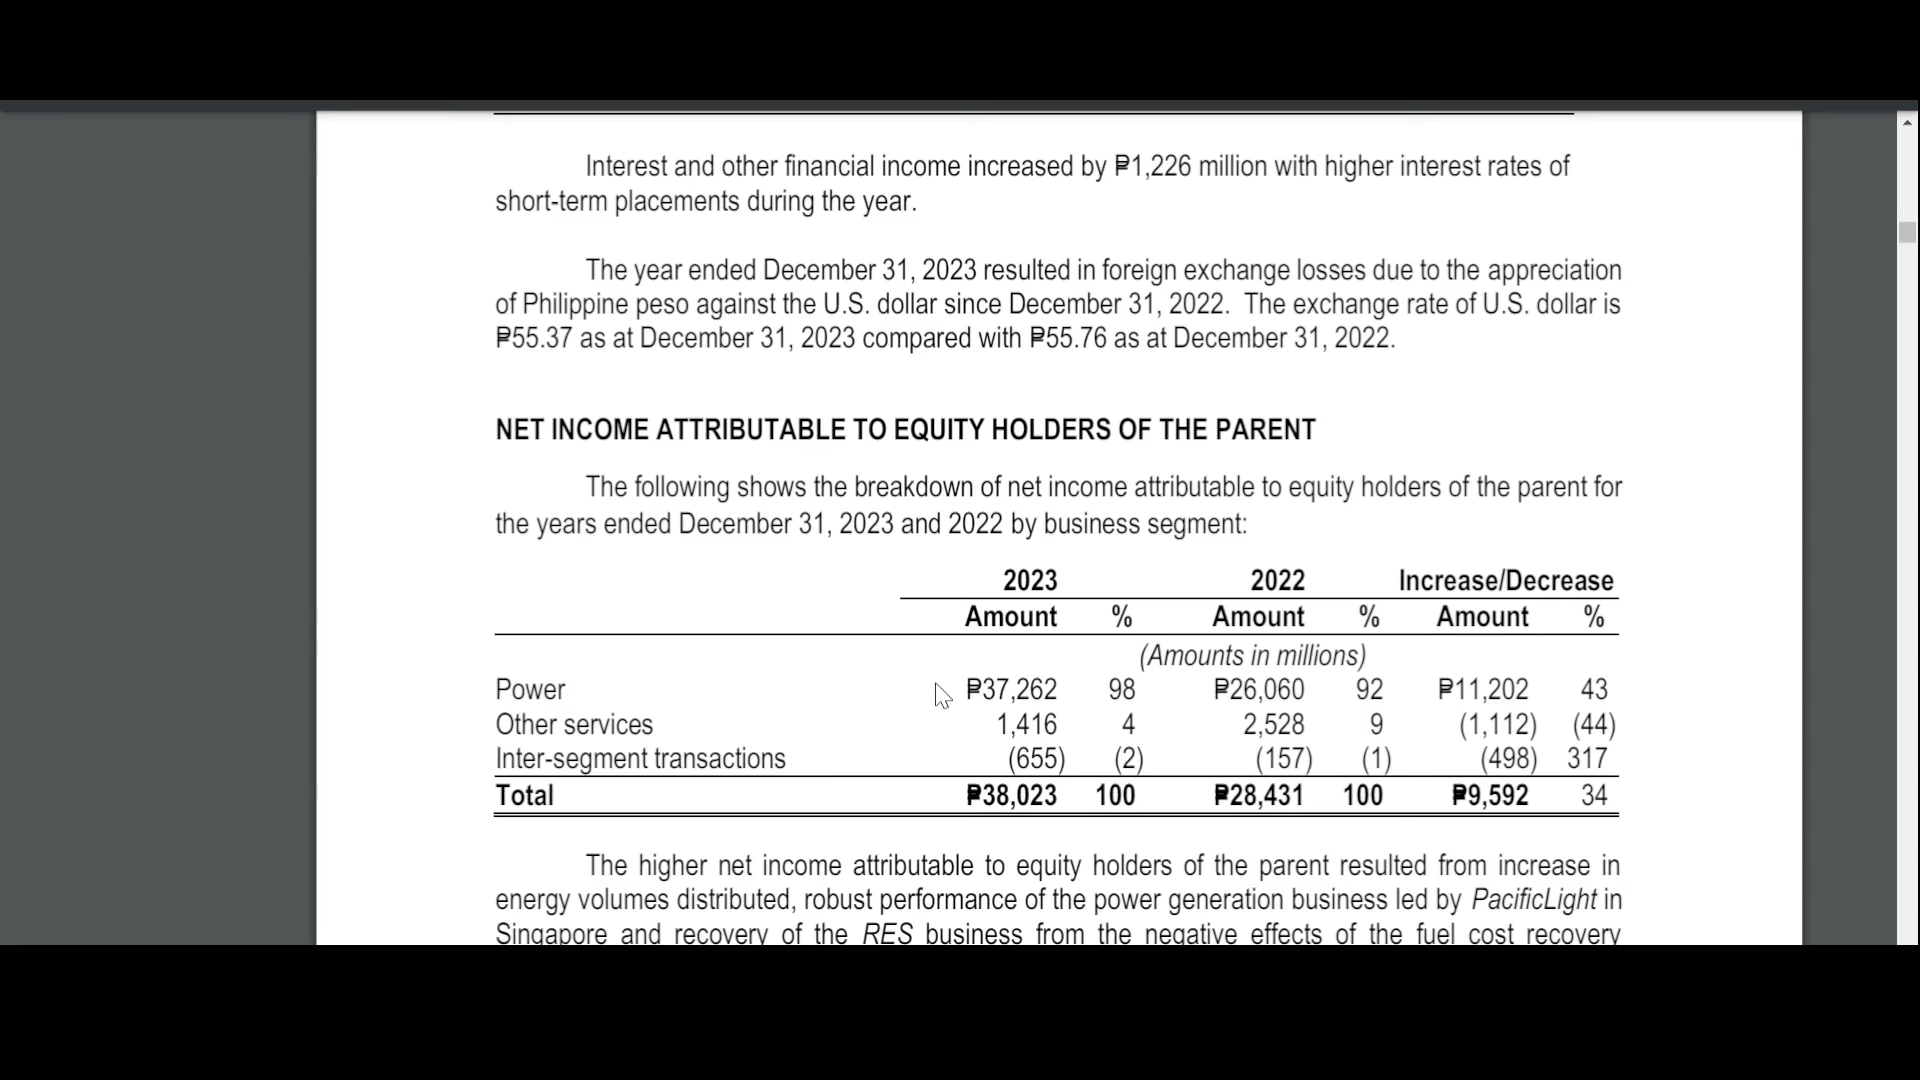 Interest and other financial income increased by ₱1,226 million with higher interest rates of
short-term placements during the year.
The year ended December 31, 2023 resulted in foreign exchange losses due to the appreciation
of Philippine peso against the U.S. dollar since December 31, 2022. The exchange rate of U.S. dollar is
₱55.37 as at December 31, 2023 compared with ₱55.76 as at December 31, 2022.
NET INCOME ATTRIBUTABLE TO EQUITY HOLDERS OF THE PARENT
The following shows the breakdown of net income attributable to equity holders of the parent for
the years ended December 31, 2023 and 2022 by business segment:
2023 2022 Increase/Decrease
Amount % Amount % Amount %
(Amounts in millions)
Power ₱37,262 98 ₱26,060 92 ₱11,202 43
Other services 1,416 4 2,528 9 (1,112) (44)
Inter-segment transactions (655) (2) (157) (1) (498) 317
Total ₱38,023 100 ₱28,431 100 ₱9,592 34
The higher net income attributable to equity holders of the parent resulted from increase in
energy volumes distributed, robust performance of the power generation business led by PacificLight in
Singapore and recovery of the RES business from the negative effects of the fuel cost recovery